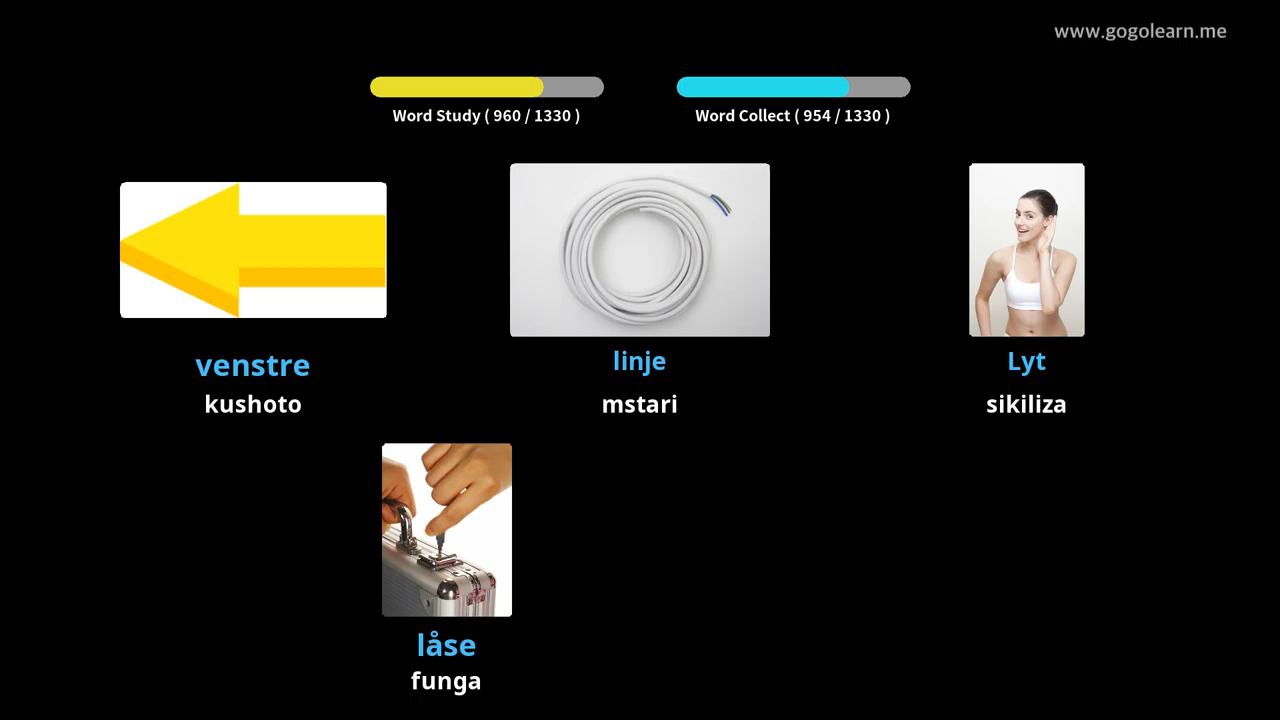 www.gogolearn.me
Word Study ( 960 / 1330 )
Word Collect ( 954 / 1330 )
venstre
kushoto
linje
mstari
Lyt
sikiliza
låse
funga